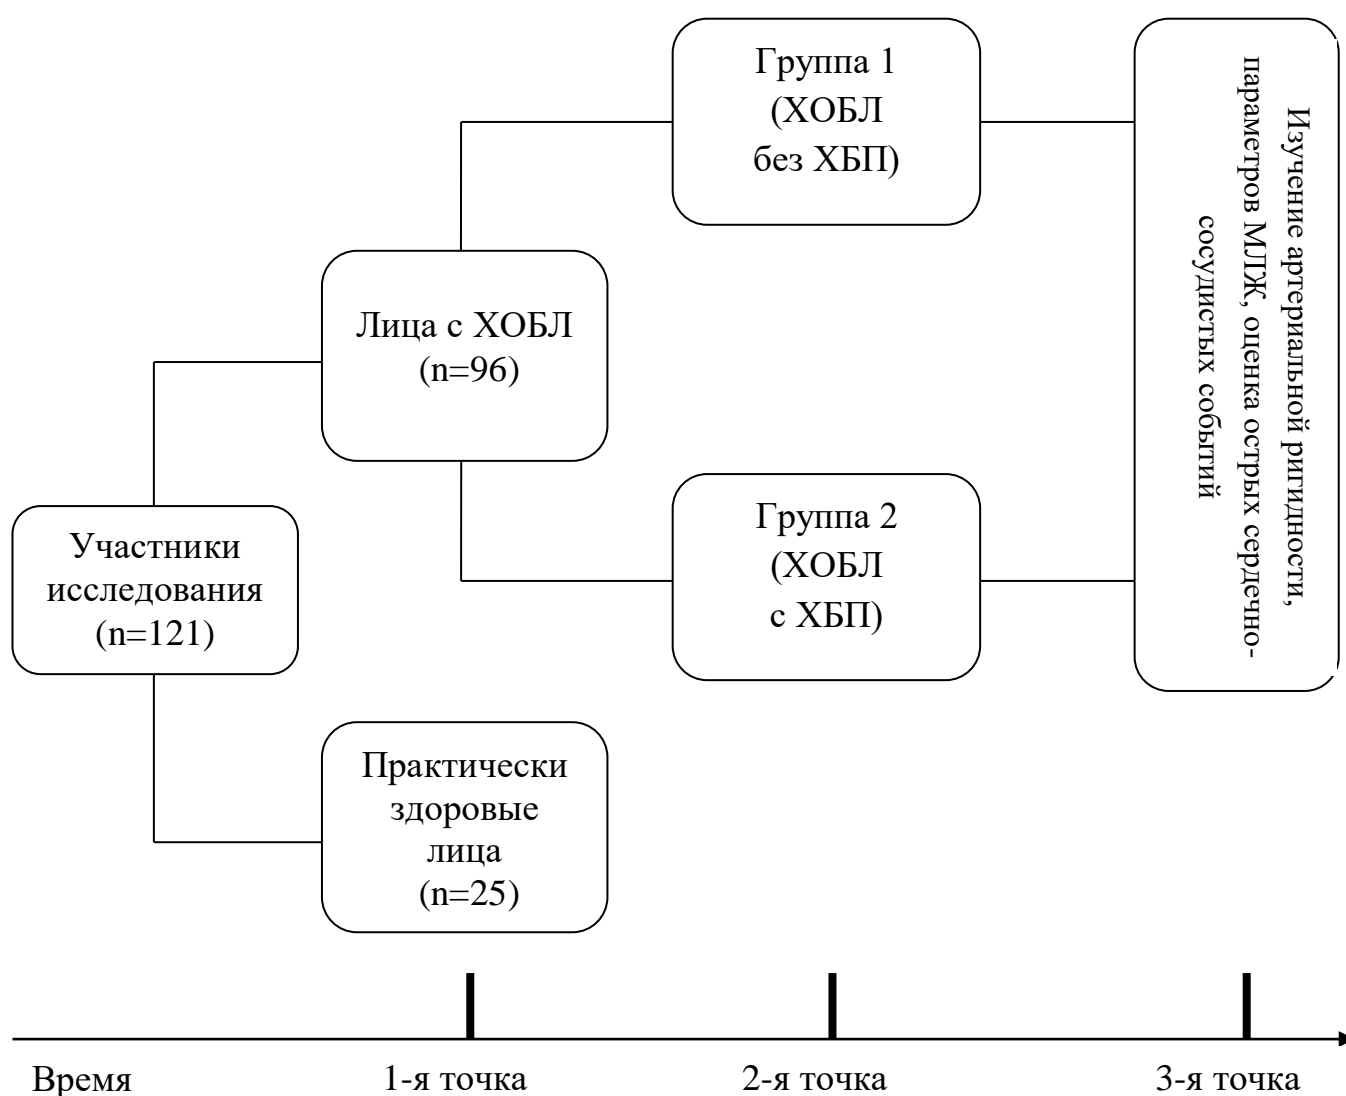 Группа 1
(ХОБЛ
без ХБП)
Изучение артериальной ригидности,
параметров МЛЖ, оценка острых сердечно-
сосудистых событий
Лица с ХОБЛ
(n=96)
Группа 2
(ХОБЛ
с ХБП)
Участники
исследования
(n=121)
Практически
здоровые
лица
(n=25)
Время
1-я точка
2-я точка
3-я точка